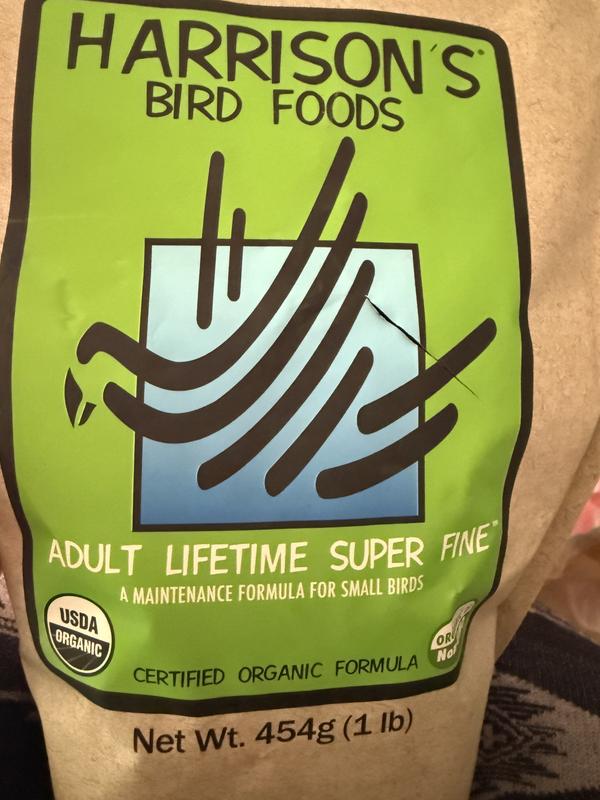 HARRISON'S®
BIRD FOODS
ADULT LIFETIME SUPER FINE™
A MAINTENANCE FORMULA FOR SMALL BIRDS
USDA
ORGANIC
CERTIFIED ORGANIC FORMULA
Net Wt. 454g (1 lb)